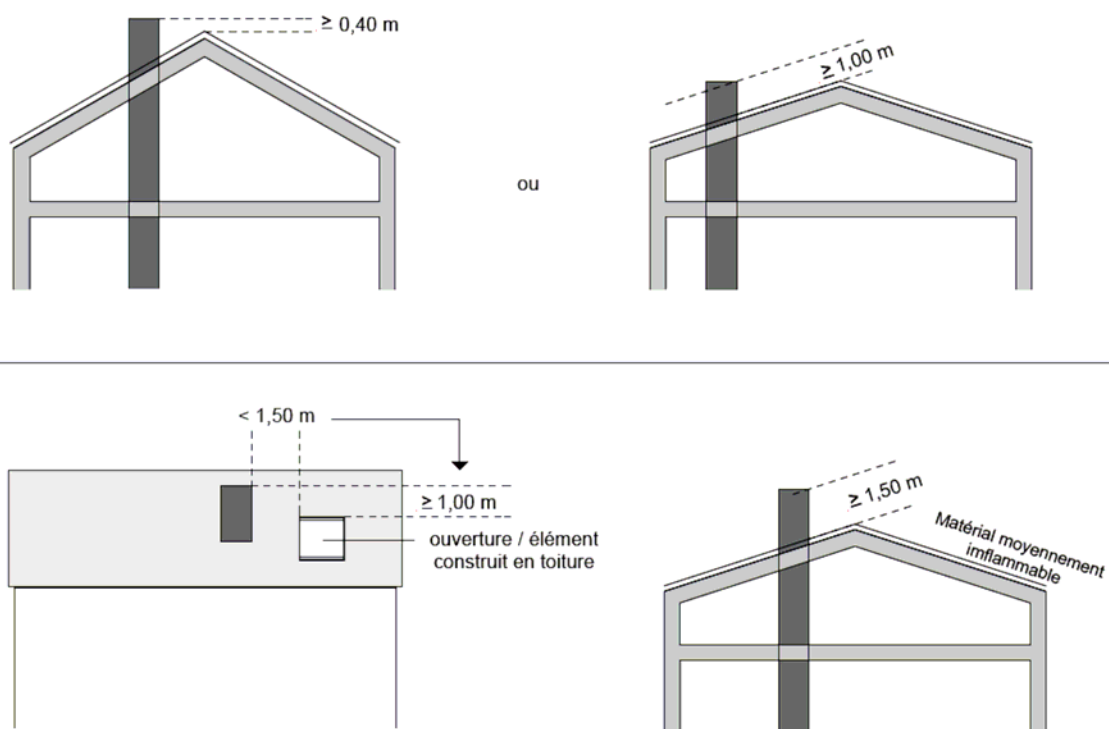 ≥ 0,40 m
≥ 1,00 m
ou
< 1,50 m
≥ 1,00 m
ouverture / élément
construit en toiture
≥ 1,50 m
Matérial moyennement
imflammable